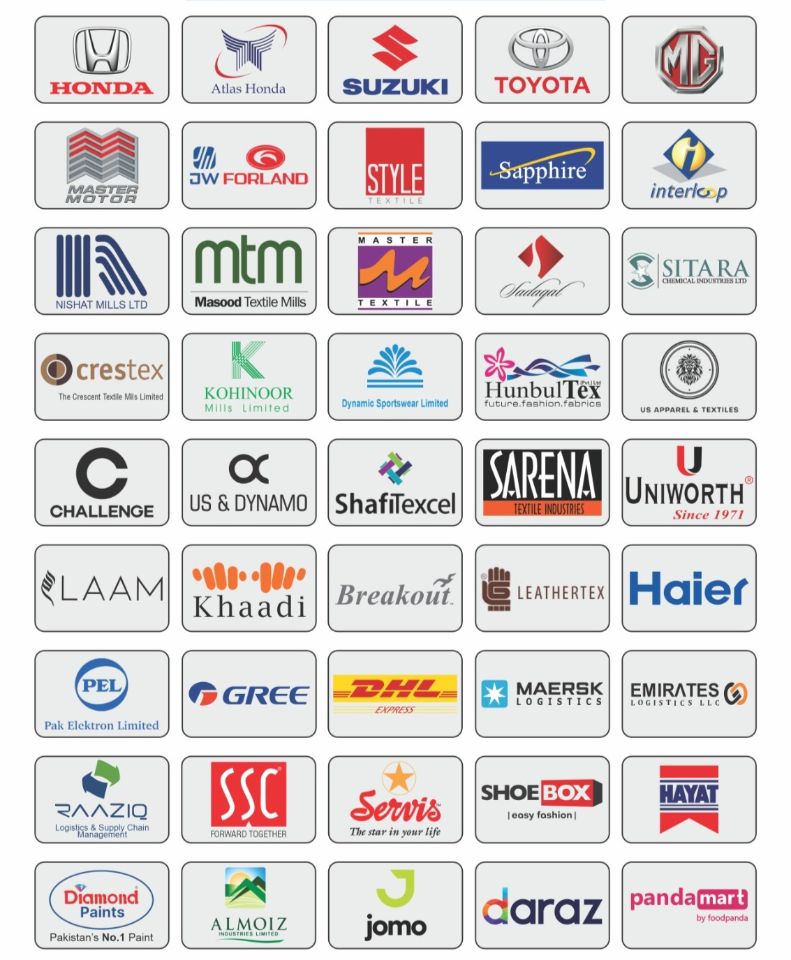 HONDA
Atlas Honda
SUZUKI
TOYOTA
MG
MASTER
MOTOR
JW FORLAND
STYLE
TEXTILE
Sapphire
interloop
NISHAT MILLS LTD
mtm
Masood Textile Mills
MASTER
TEXTILE
Sadaqat
SITARA
CHEMICAL INDUSTRIES LTD
crestex
The Crescent Textile Mills Limited
KOHINOOR
Mills Limited
Dynamic Sportswear Limited
(Pvt) Ltd
HunbulTex
future.fashion.fabrics
US APPAREL & TEXTILES
CHALLENGE
US & DYNAMO
ShafiTexcel
SARENA
TEXTILE INDUSTRIES
UNIWORTH®
Since 1971
LAAM
Khaadi
Breakout™
LEATHERTEX
Haier
PEL
Pak Elektron Limited
GREE
DHL
EXPRESS
MAERSK
LOGISTICS
EMIRATES
LOGISTICS LLC
RAAZIQ
Logistics & Supply Chain
Management
SSC
FORWARD TOGETHER
Servis
The star in your life
SHOEBOX
|easy fashion|
HAYAT
Diamond
Paints
Pakistan's No.1 Paint
ALMOIZ
INDUSTRIES LIMITED
jomo
daraz
pandamart
by foodpanda